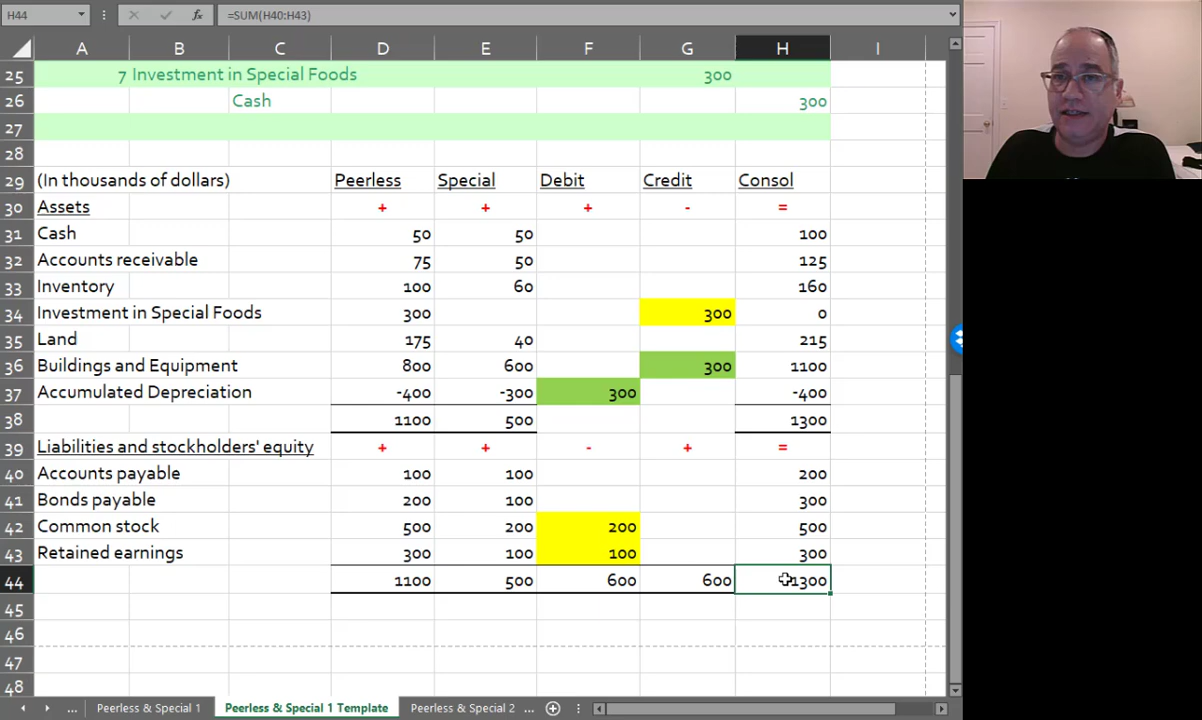 H44 fx =SUM(H40:H43)
A B C D E F G H I
25 7 Investment in Special Foods 300
26 Cash 300
27
28
29 (In thousands of dollars) Peerless Special Debit Credit Consol
30 Assets + + + - =
31 Cash 50 50 100
32 Accounts receivable 75 50 125
33 Inventory 100 60 160
34 Investment in Special Foods 300 300 0
35 Land 175 40 215
36 Buildings and Equipment 800 600 300 1100
37 Accumulated Depreciation -400 -300 300 -400
38 1100 500 1300
39 Liabilities and stockholders' equity + + - + =
40 Accounts payable 100 100 200
41 Bonds payable 200 100 300
42 Common stock 500 200 200 500
43 Retained earnings 300 100 100 300
44 1100 500 600 600 1300
45
46
47
48
... Peerless & Special 1 Peerless & Special 1 Template Peerless & Special 2 ...